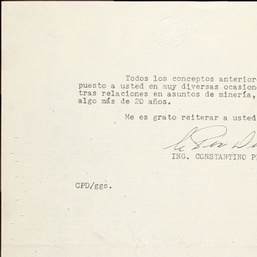 Todos los conceptos anterior
puesto a usted en muy diversas ocasion
tras relaciones en asuntos de minería,
algo más de 20 años.
Me es grato reiterar a usted
ING. CONSTANTINO P
CPD/ggs.